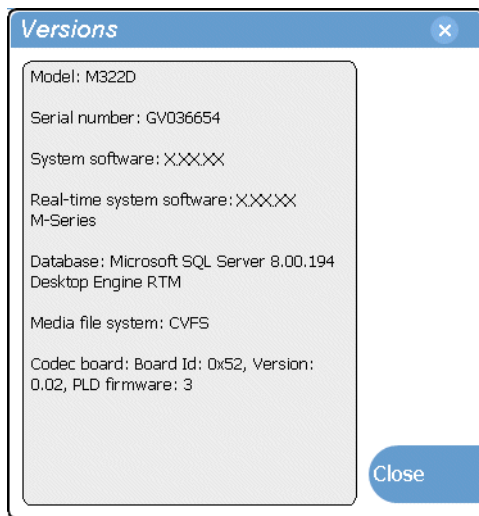 Versions
Model: M322D
Serial number: GV036654
System software: X.XX.XX
Real-time system software: X.XX.XX
M-Series
Database: Microsoft SQL Server 8.00.194
Desktop Engine RTM
Media file system: CVFS
Codec board: Board Id: 0x52, Version:
0.02, PLD firmware: 3
Close